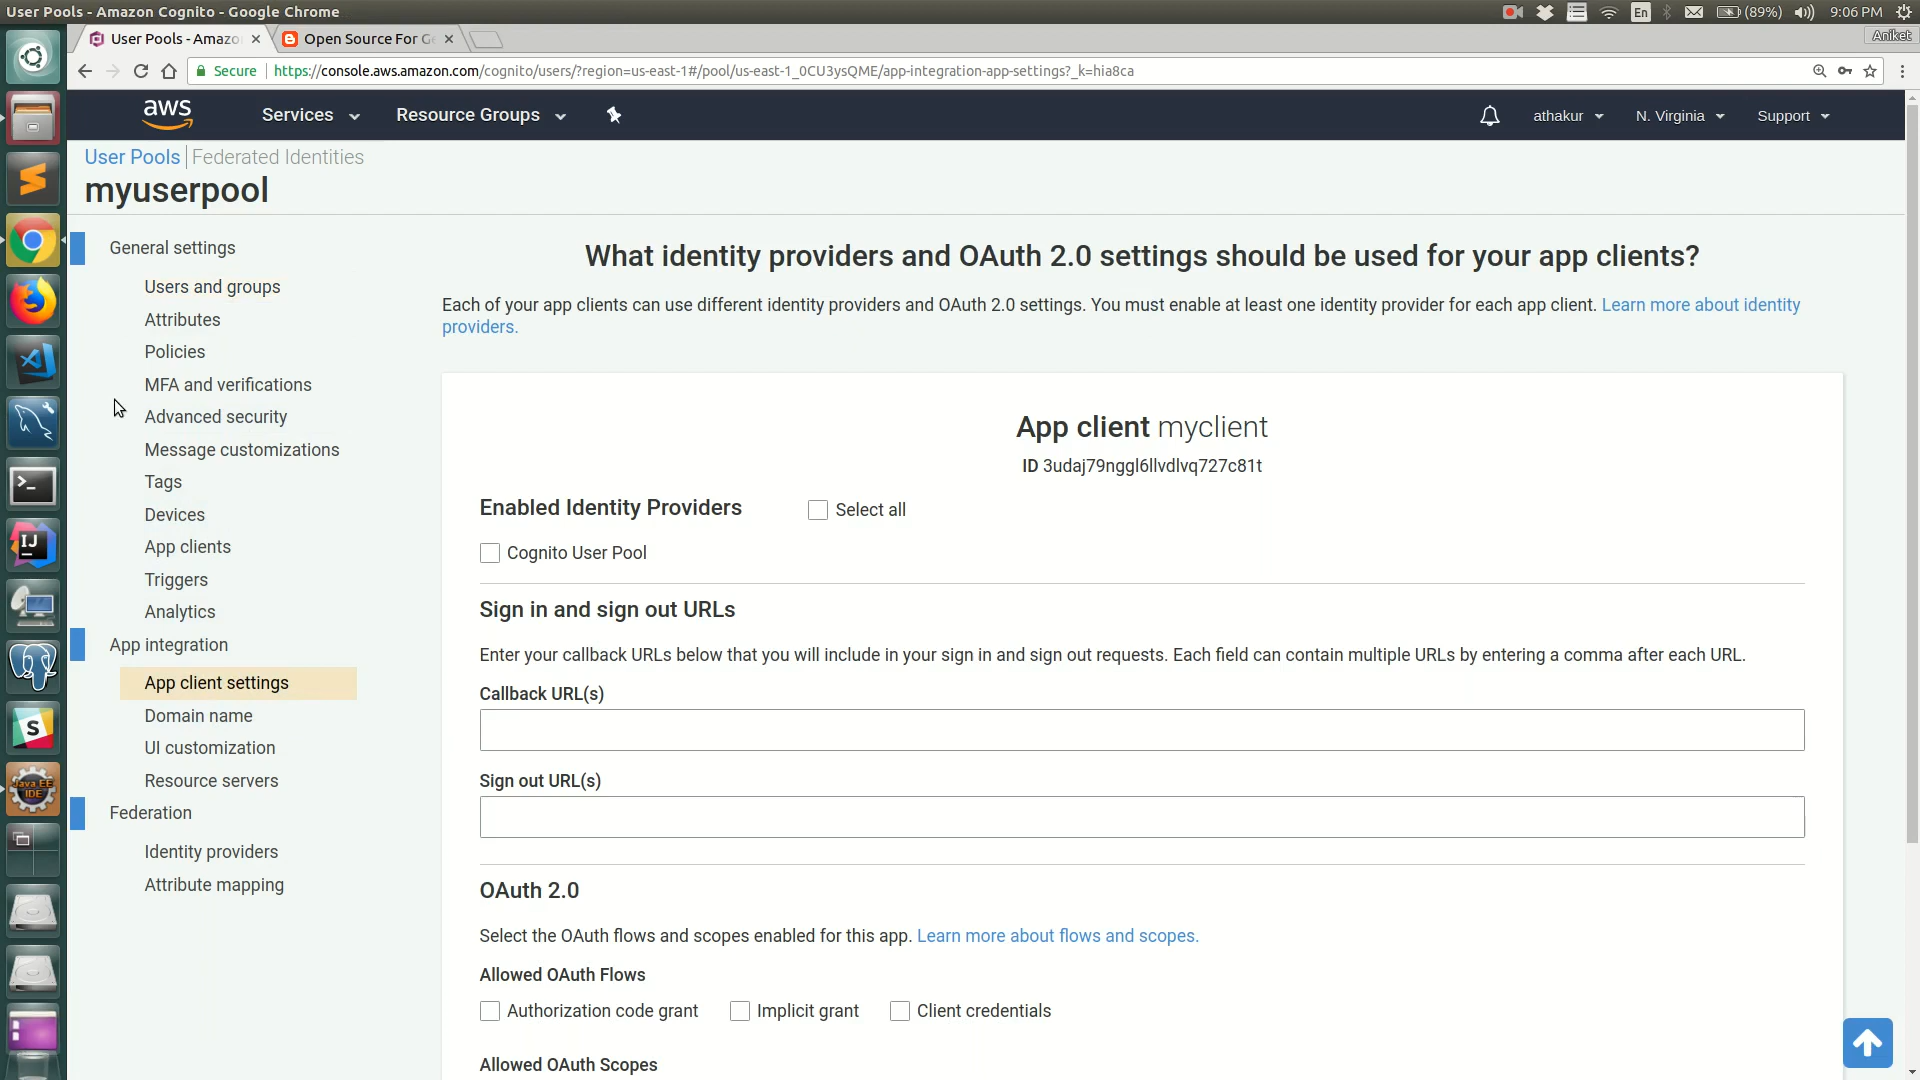 User Pools - Amazon Cognito - Google Chrome
En
(89%)
9:06 PM
User Pools - Amazo
Open Source For Ge
Aniket
Secure
https://console.aws.amazon.com/cognito/users/?region=us-east-1#/pool/us-east-1_0CU3ysQME/app-integration-app-settings?_k=hia8ca
aws
Services
Resource Groups
athakur
N. Virginia
Support
User Pools
Federated Identities
myuserpool
General settings
Users and groups
Attributes
Policies
MFA and verifications
Advanced security
Message customizations
Tags
Devices
App clients
Triggers
Analytics
App integration
App client settings
Domain name
UI customization
Resource servers
Federation
Identity providers
Attribute mapping
What identity providers and OAuth 2.0 settings should be used for your app clients?
Each of your app clients can use different identity providers and OAuth 2.0 settings. You must enable at least one identity provider for each app client. Learn more about identity
providers.
App client myclient
ID 3udaj79nggl6llvdlvq727c81t
Enabled Identity Providers
Select all
Cognito User Pool
Sign in and sign out URLs
Enter your callback URLs below that you will include in your sign in and sign out requests. Each field can contain multiple URLs by entering a comma after each URL.
Callback URL(s)
Sign out URL(s)
OAuth 2.0
Select the OAuth flows and scopes enabled for this app. Learn more about flows and scopes.
Allowed OAuth Flows
Authorization code grant
Implicit grant
Client credentials
Allowed OAuth Scopes
IJ
S
Java EE
IDE